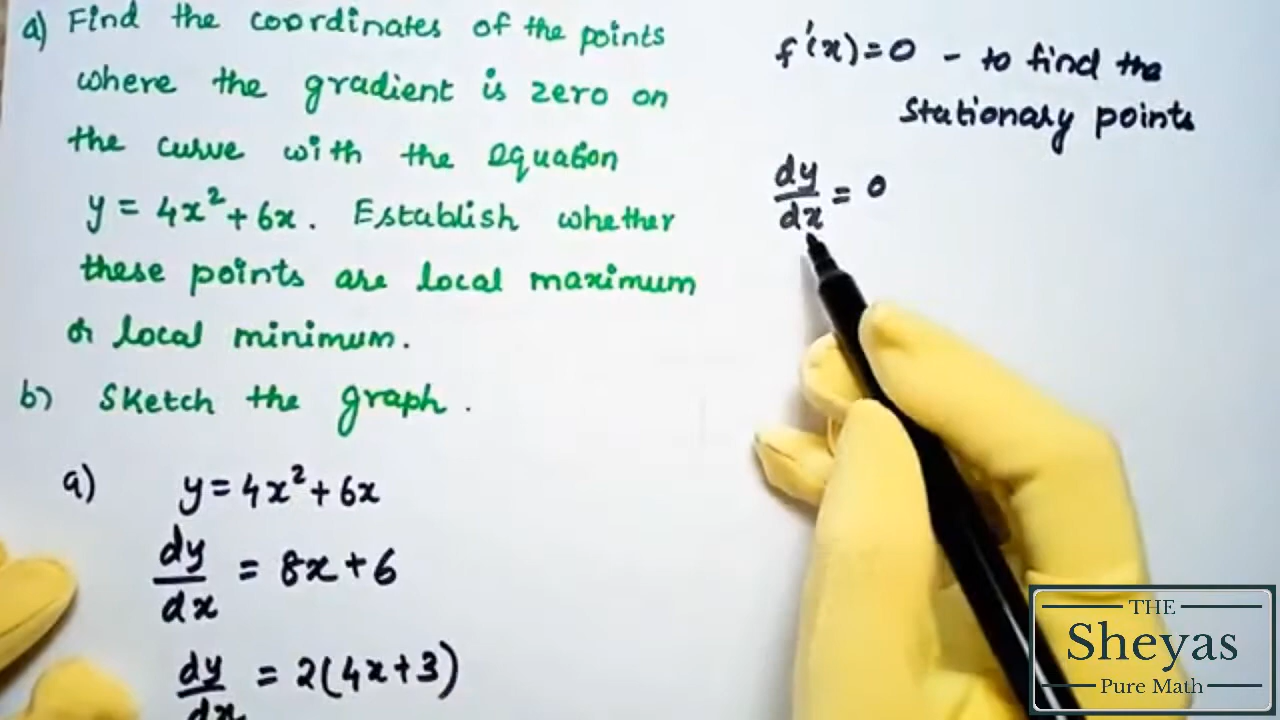 a) Find the coordinates of the points
where the gradient is zero on
the curve with the equation
y = 4x² + 6x. Establish whether
these points are local maximum
or local minimum.
b) Sketch the graph.
a) y = 4x² + 6x
dy/dx = 8x + 6
dy/dx = 2(4x + 3)
f'(x) = 0 - to find the
stationary points
dy/dx = 0
THE
Sheyas
Pure Math